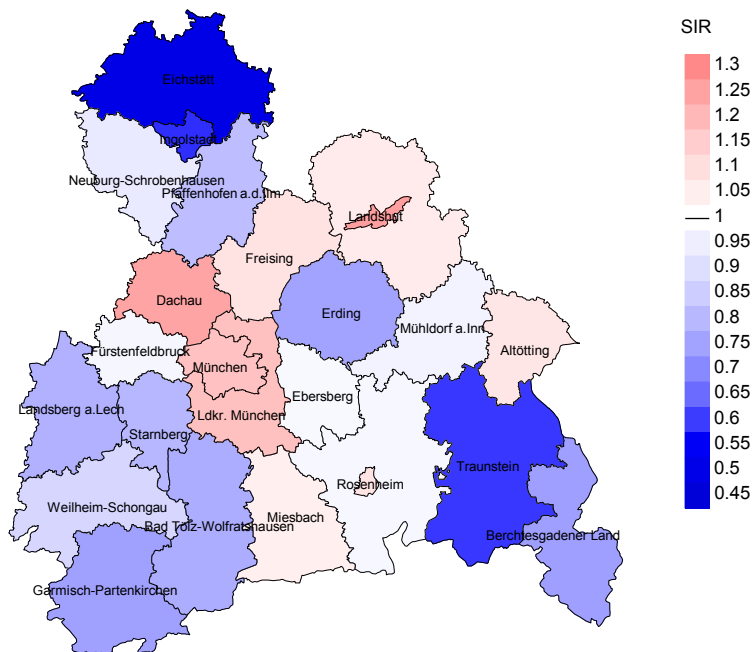 SIR
Eichstätt
Ingolstadt
Neuburg-Schrobenhausen
Pfaffenhofen a.d.Ilm
Landshut
Freising
Dachau
Erding
Mühldorf a.Inn
Altötting
Fürstenfeldbruck
München
Ebersberg
Landsberg a.Lech
Ldkr. München
Starnberg
Traunstein
Rosenheim
Weilheim-Schongau
Miesbach
Bad Tölz-Wolfratshausen
Berchtesgadener Land
Garmisch-Partenkirchen
1.3
1.25
1.2
1.15
1.1
1.05
1
0.95
0.9
0.85
0.8
0.75
0.7
0.65
0.6
0.55
0.5
0.45